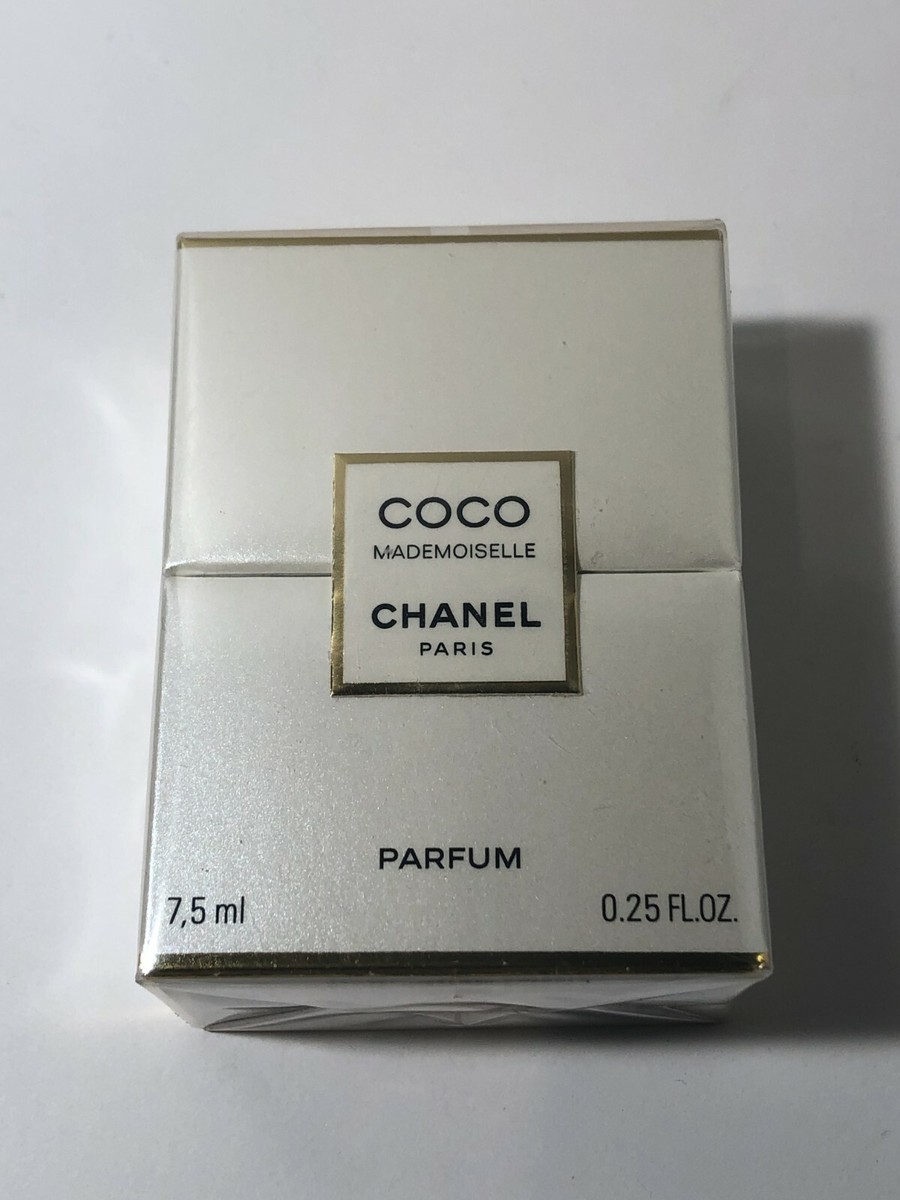 COCO
MADEMOISELLE
CHANEL
PARIS
PARFUM
7,5 ml 0.25 FL.OZ.